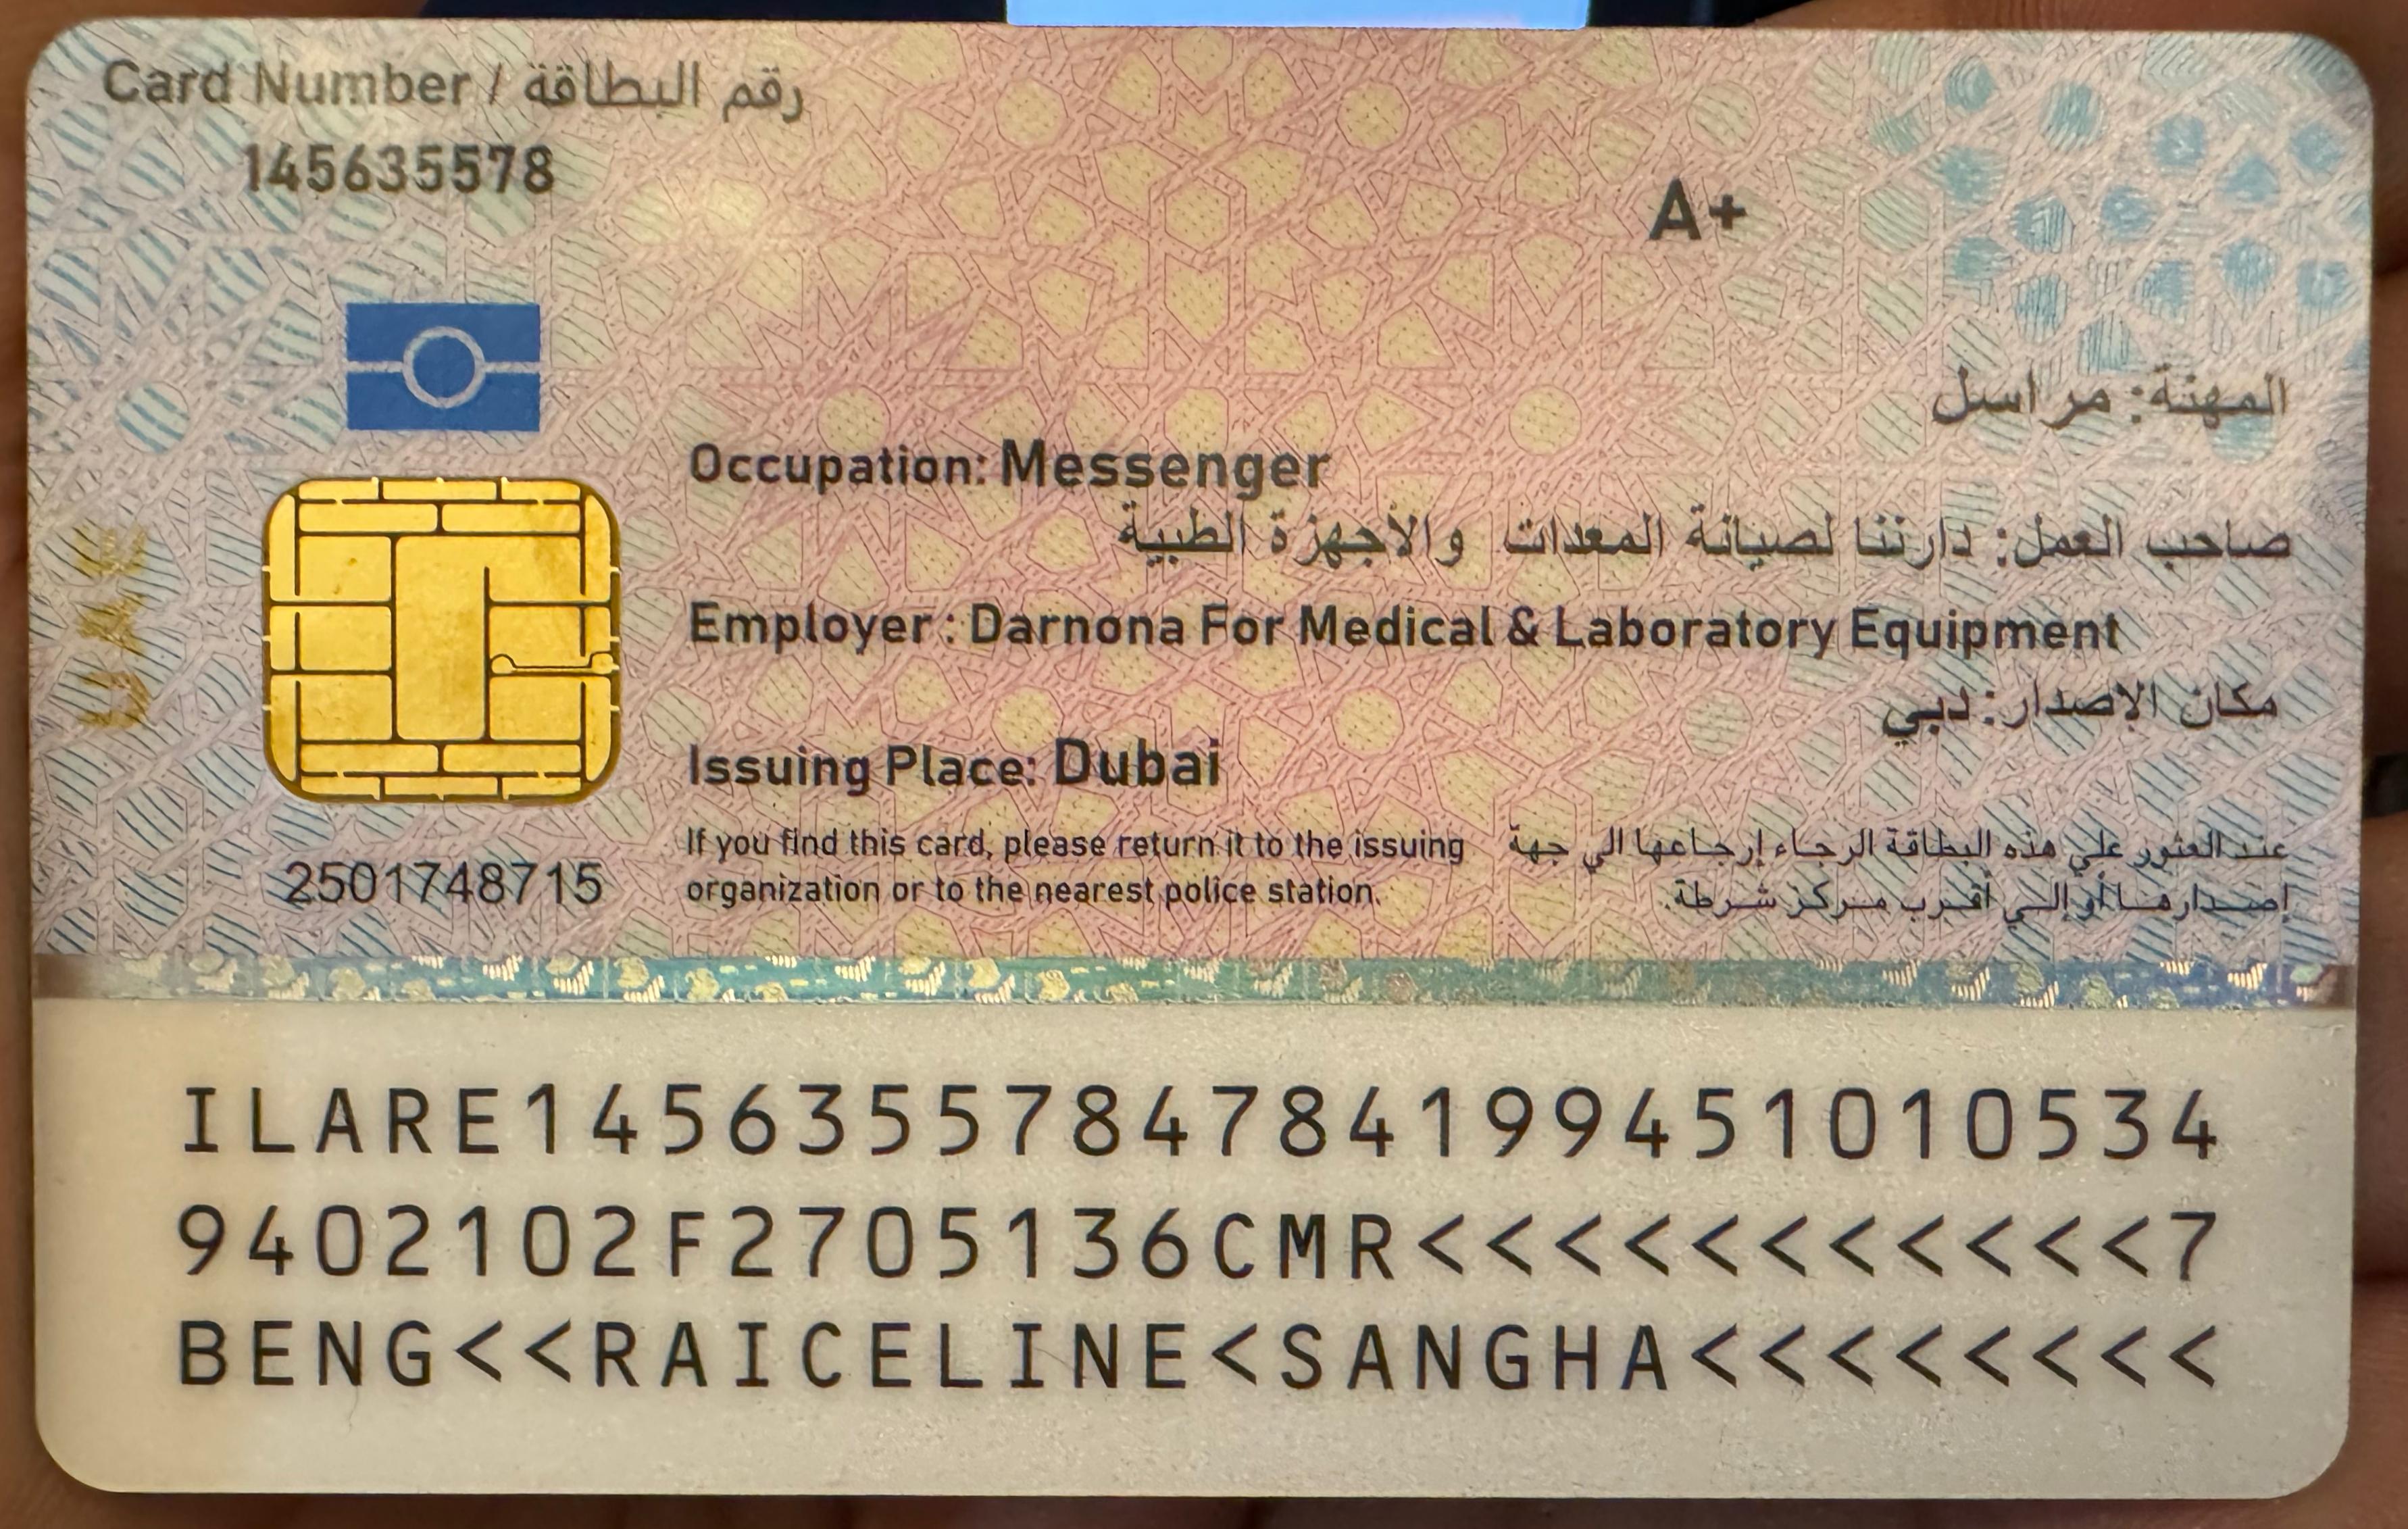 Card Number / رقم البطاقة
145635578
A+
المهنة: مراسل
Occupation: Messenger
صاحب العمل: دارننا لصيانة المعدات والأجهزة الطبية
Employer : Darnona For Medical & Laboratory Equipment
مكان الإصدار: دبي
Issuing Place: Dubai
UAE
If you find this card, please return it to the issuing
organization or to the nearest police station.
عند العثور علي هذه البطاقة الرجاء إرجاعها الي جهة
إصدارها أو إلي أقرب مركز شرطة.
2501748715
ILARE1456355784784199451010534
9402102F2705136CMR<<<<<<<<<<<7
BENG<<RAICELINE<SANGHA<<<<<<<<